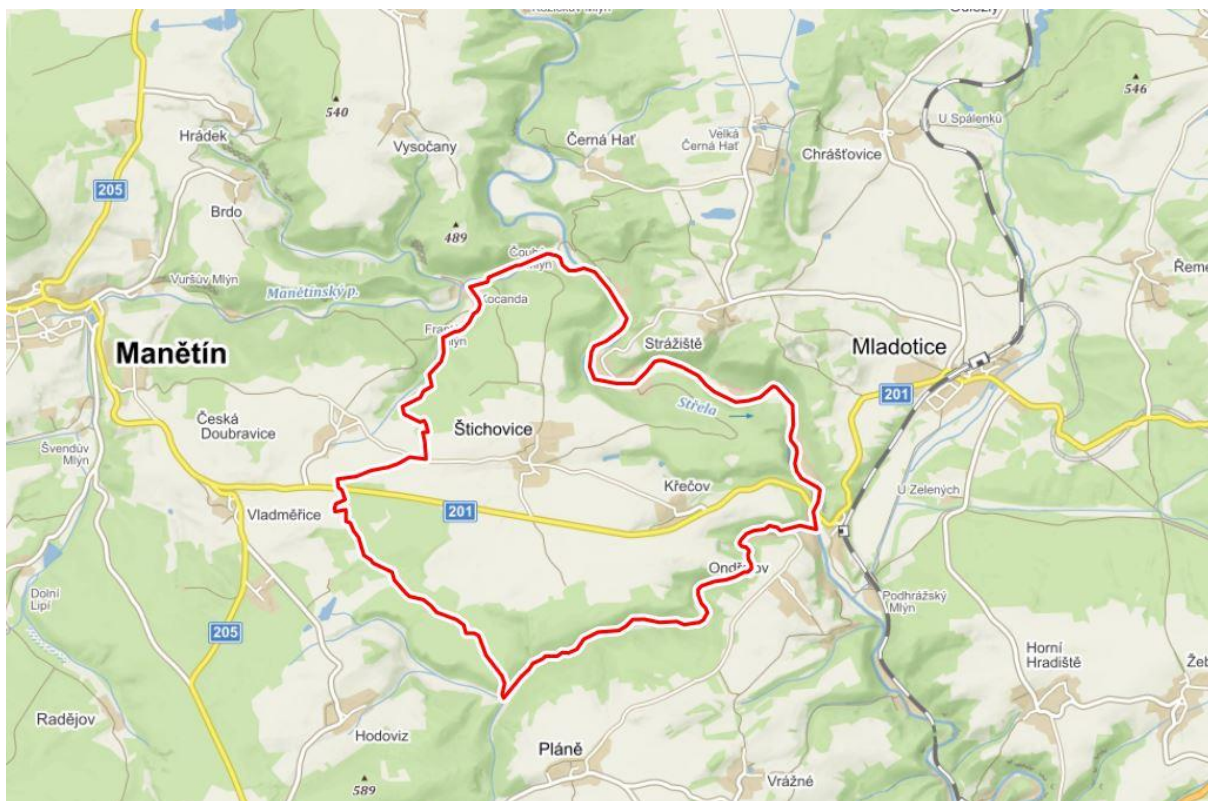 540
Hrádek
Vysočany
Černá Hať
Velká
Černá Hať
Chrášťovice
U Spálenků
546
205
Brdo
489
Vuršův Mlýn
Manětínský p.
Kocanda
Manětín
Strážiště
Mladotice
201
Střela
Česká
Doubravice
Štichovice
Švendův
Mlýn
Křečov
U Zelených
Vladměřice
201
Dolní
Lipí
205
Podhrážský
Mlýn
Horní
Hradiště
Radějov
Hodoviz
Pláně
Vrážné
589